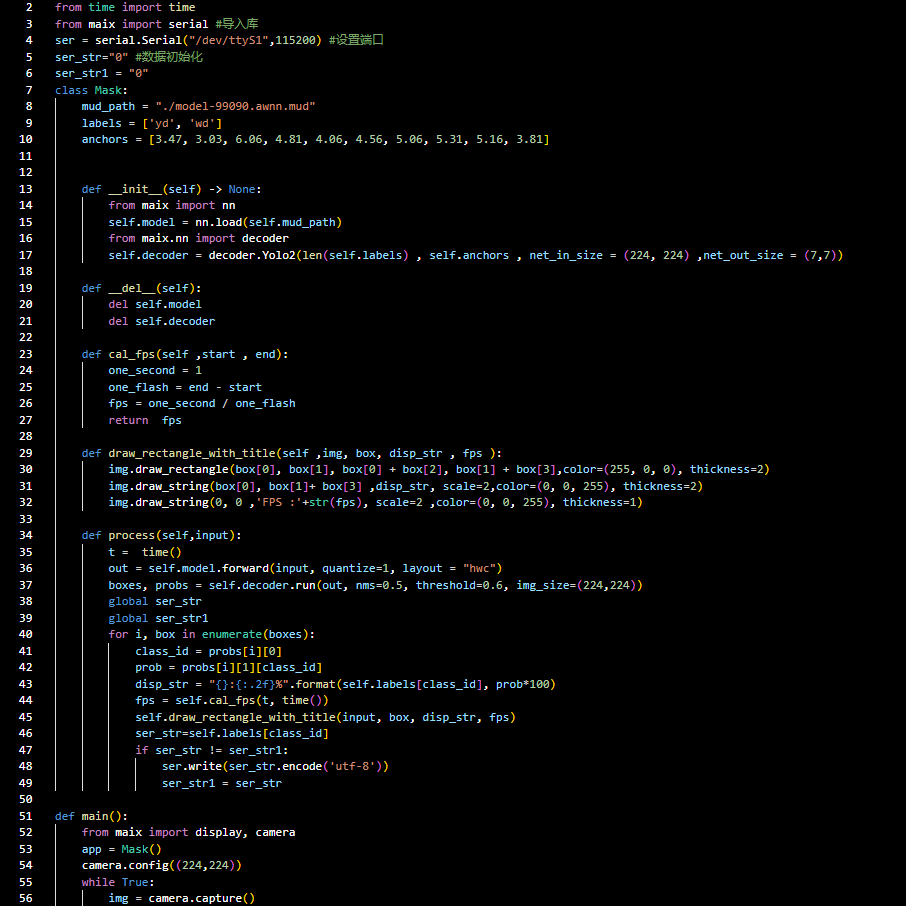 2 from time import time
3 from maix import serial #导入库
4 ser = serial.Serial("/dev/ttyS1",115200) #设置端口
5 ser_str="0" #数据初始化
6 ser_str1 = "0"
7 class Mask:
8 mud_path = "./model-99090.awnn.mud"
9 labels = ['yd', 'wd']
10 anchors = [3.47, 3.03, 6.06, 4.81, 4.06, 4.56, 5.06, 5.31, 5.16, 3.81]
11
12
13 def __init__(self) -> None:
14 from maix import nn
15 self.model = nn.load(self.mud_path)
16 from maix.nn import decoder
17 self.decoder = decoder.Yolo2(len(self.labels) , self.anchors , net_in_size = (224, 224) ,net_out_size = (7,7))
18
19 def __del__(self):
20 del self.model
21 del self.decoder
22
23 def cal_fps(self ,start , end):
24 one_second = 1
25 one_flash = end - start
26 fps = one_second / one_flash
27 return  fps
28
29 def draw_rectangle_with_title(self ,img, box, disp_str , fps ):
30 img.draw_rectangle(box[0], box[1], box[0] + box[2], box[1] + box[3],color=(255, 0, 0), thickness=2)
31 img.draw_string(box[0], box[1]+ box[3] ,disp_str, scale=2,color=(0, 0, 255), thickness=2)
32 img.draw_string(0, 0 ,'FPS :'+str(fps), scale=2 ,color=(0, 0, 255), thickness=1)
33
34 def process(self,input):
35 t =  time()
36 out = self.model.forward(input, quantize=1, layout = "hwc")
37 boxes, probs = self.decoder.run(out, nms=0.5, threshold=0.6, img_size=(224,224))
38 global ser_str
39 global ser_str1
40 for i, box in enumerate(boxes):
41 class_id = probs[i][0]
42 prob = probs[i][1][class_id]
43 disp_str = "{}:{:.2f}%".format(self.labels[class_id], prob*100)
44 fps = self.cal_fps(t, time())
45 self.draw_rectangle_with_title(input, box, disp_str, fps)
46 ser_str=self.labels[class_id]
47 if ser_str != ser_str1:
48 ser.write(ser_str.encode('utf-8'))
49 ser_str1 = ser_str
50
51 def main():
52 from maix import display, camera
53 app = Mask()
54 camera.config((224,224))
55 while True:
56 img = camera.capture()